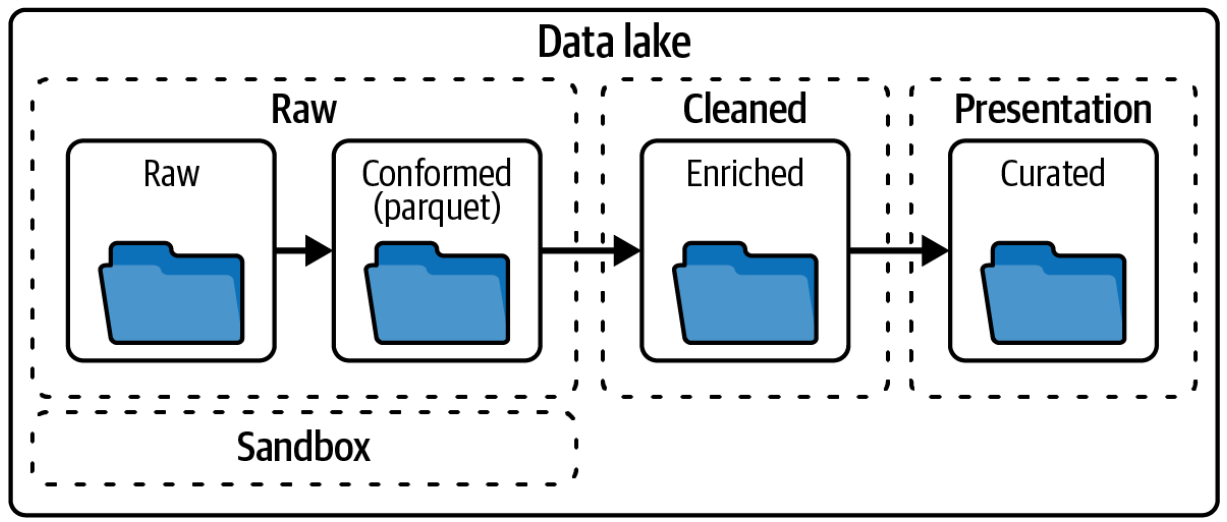 Data lake
Raw
Cleaned
Presentation
Raw
Conformed
(parquet)
Enriched
Curated
Sandbox